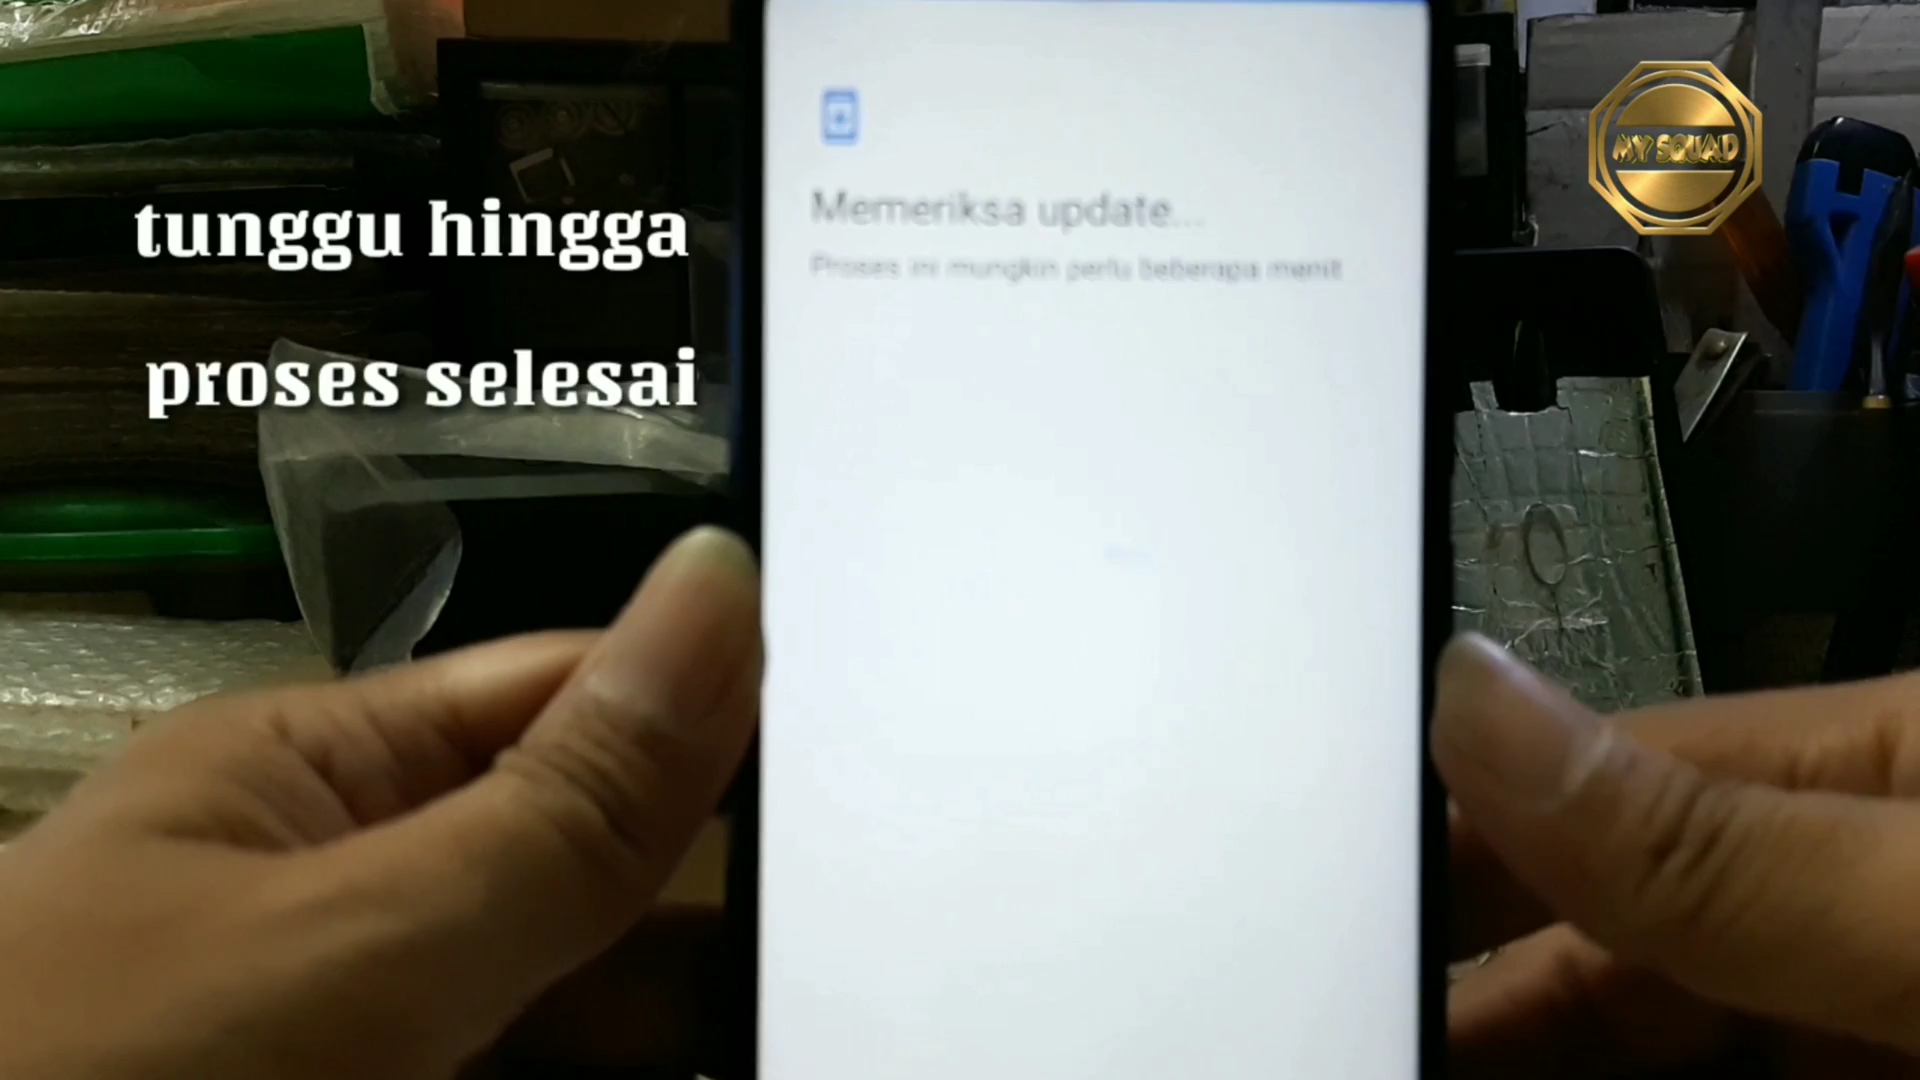 tunggu hingga
proses selesai
Memeriksa update...
Proses ini mungkin perlu beberapa menit
MY SQUAD